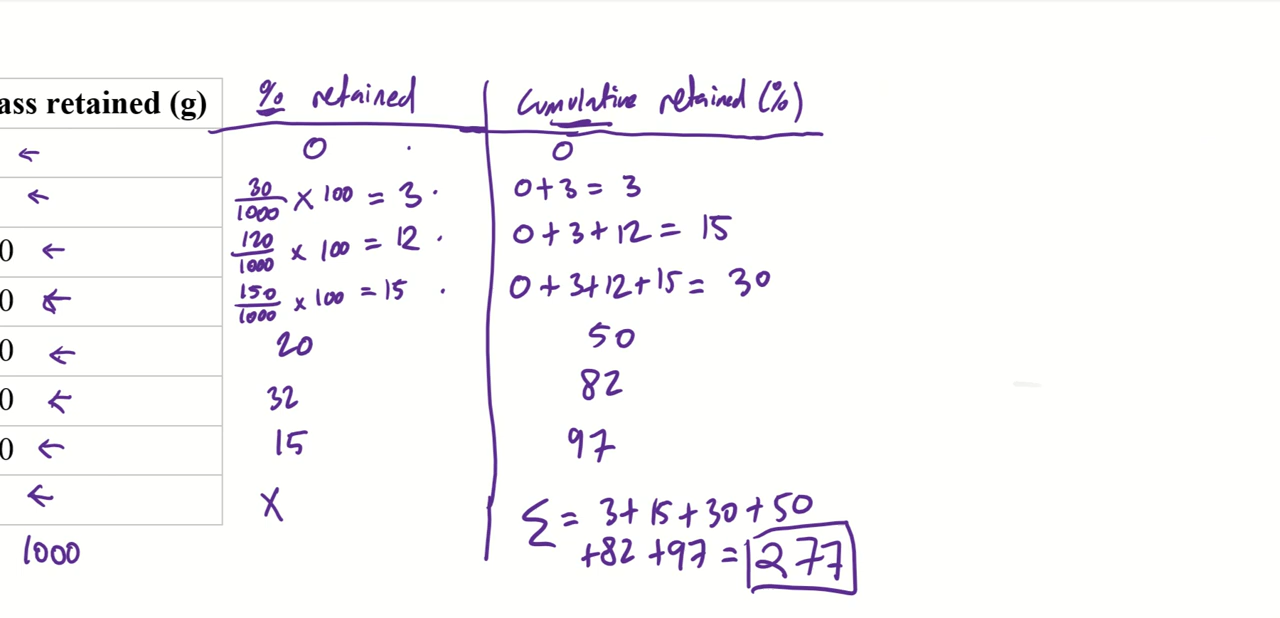 ass retained (g) % retained Cumulative retained (%)
← 0 0
← 30/1000 × 100 = 3 0+3 = 3
0 ← 120/1000 × 100 = 12 0+3+12 = 15
0 ← 150/1000 × 100 = 15 0+3+12+15 = 30
0 ← 20 50
0 ← 32 82
0 ← 15 97
← X Σ = 3+15+30+50
1000 +82 +97 = 277